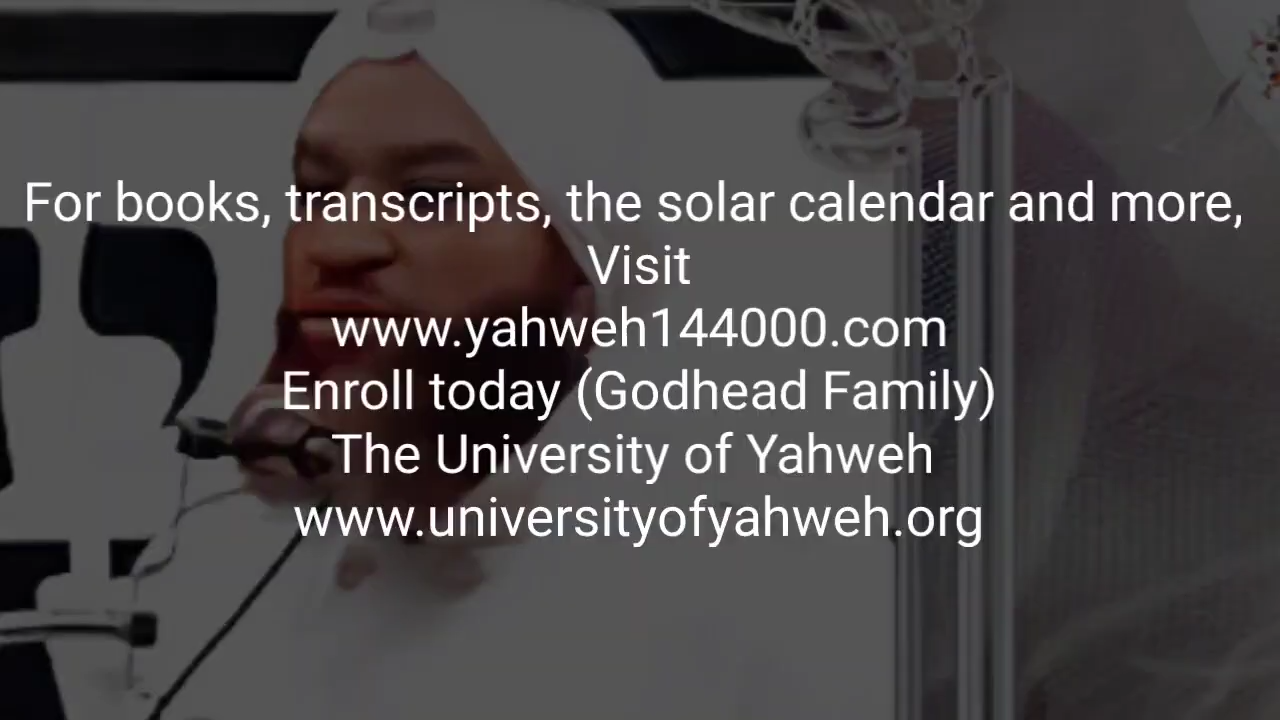 For books, transcripts, the solar calendar and more,
Visit
www.yahweh144000.com
Enroll today (Godhead Family)
The University of Yahweh
www.universityofyahweh.org